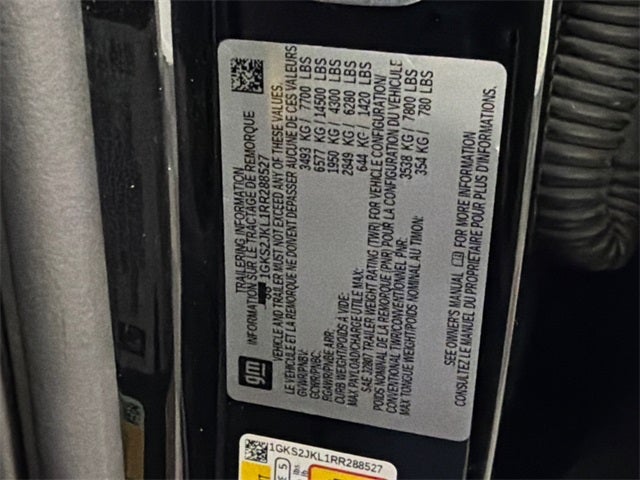 TRAILERING INFORMATION
INFORMATION SUR LE TRACTAGE DE REMORQUE
1GKS2JKL1RR288527
VEHICLE AND TRAILER MUST NOT EXCEED ANY OF THESE VALUES.
LE VÉHICULE ET LA REMORQUE NE DOIVENT DÉPASSER AUCUNE DE CES VALEURS
GVWR/PNBV: 3493 KG / 7700 LBS
GCWR/PNBC: 6577 KG / 14500 LBS
RGAWR/PNBE ARR: 1950 KG / 4300 LBS
CURB WEIGHT/POIDS À VIDE: 2849 KG / 6280 LBS
MAX PAYLOAD/CHARGE UTILE MAX: 644 KG / 1420 LBS
SAE J2807 TRAILER WEIGHT RATING (TWR) FOR VEHICLE CONFIGURATION/
POIDS NOMINAL DE LA REMORQUE (PNR) POUR LA CONFIGURATION DU VÉHICULE
CONVENTIONAL TWR/CONVENTIONNEL PNR: 3538 KG / 7800 LBS
MAX TONGUE WEIGHT/POIDS NOMINAL AU TIMON: 354 KG / 780 LBS
SEE OWNER'S MANUAL FOR MORE INFORMATION
CONSULTEZ LE MANUEL DU PROPRIÉTAIRE POUR PLUS D'INFORMATIONS.
gm
1GKS2JKL1RR288527